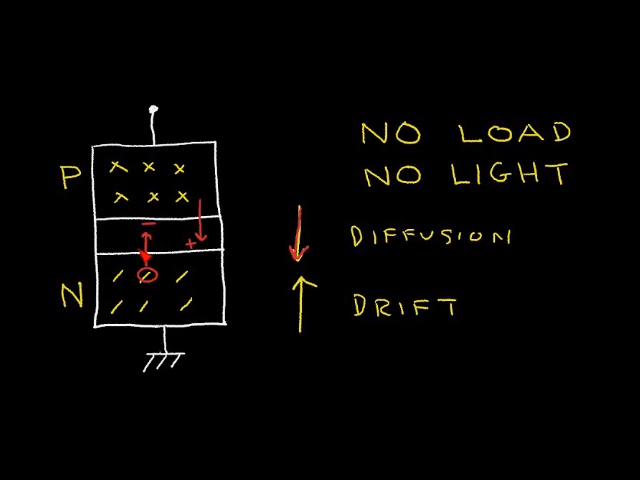 NO LOAD
NO LIGHT
P
DIFFUSION
N
DRIFT